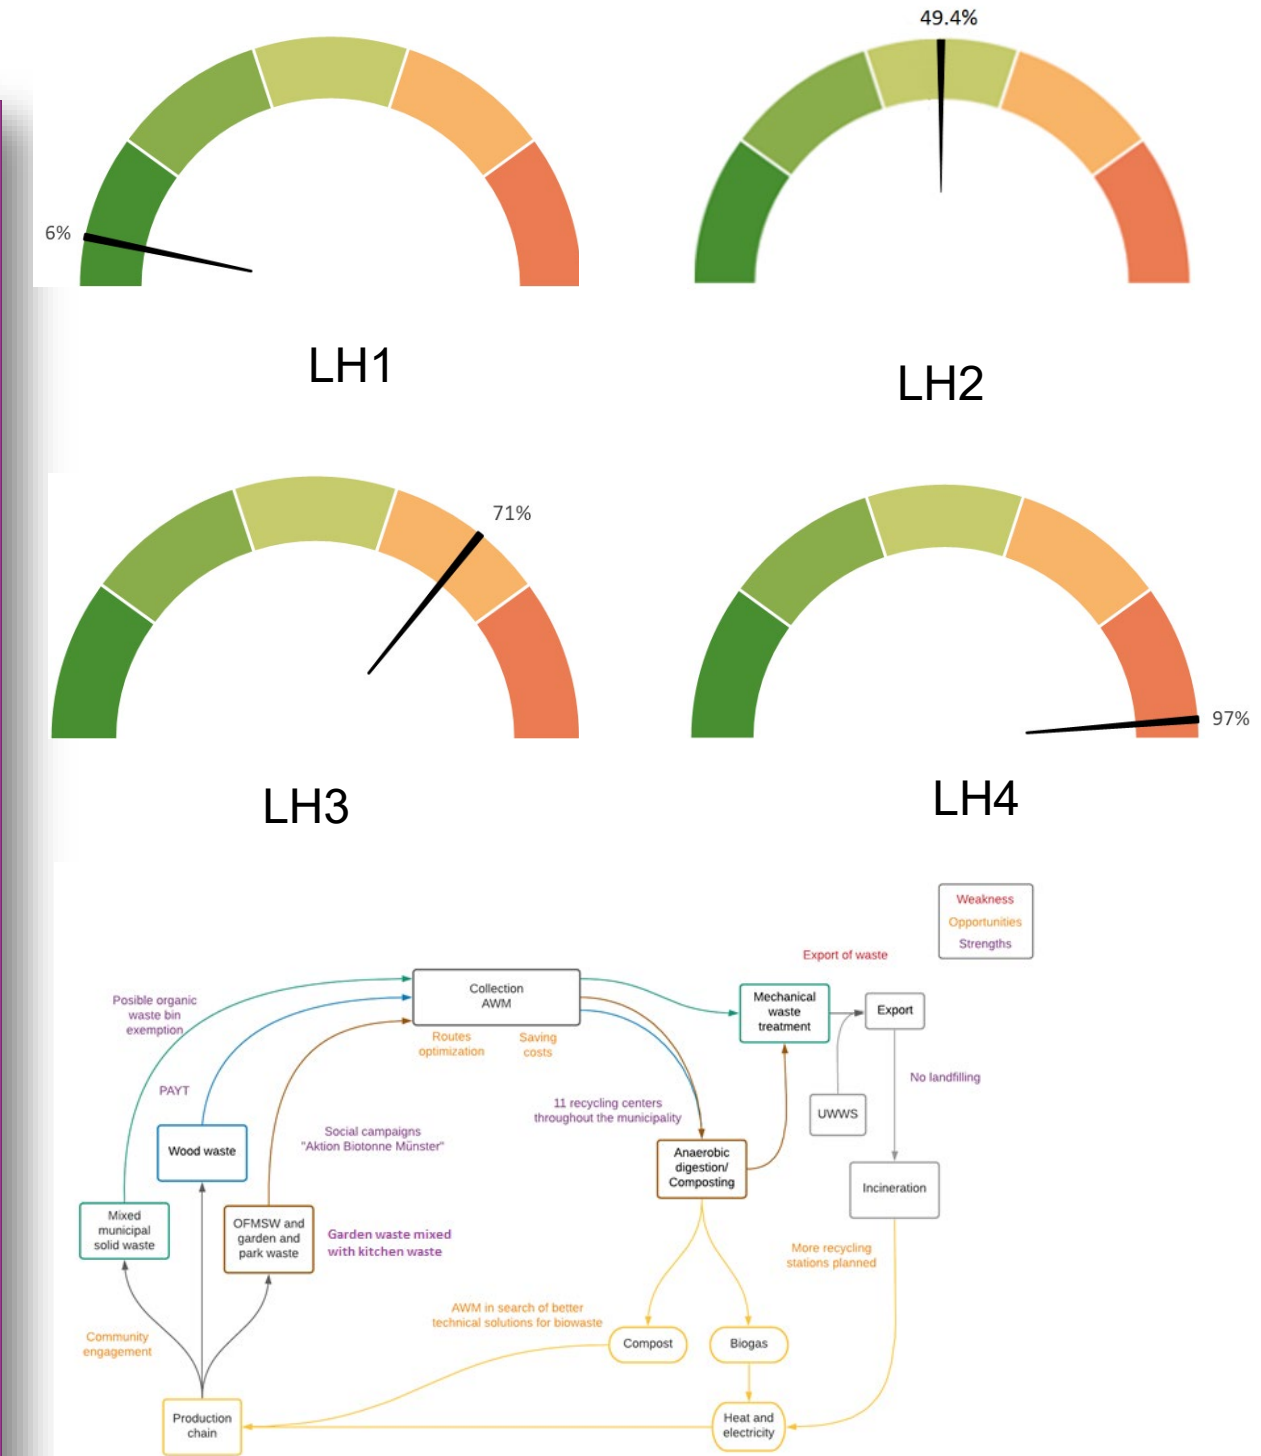 49.4%
6%
LH1
LH2
71%
97%
LH3
LH4
Weakness
Opportunities
Strengths
Export of waste
Collection
AWM
Mechanical
waste
treatment
Export
Posible organic
waste bin
exemption
Routes
optimization
Saving
costs
No landfilling
PAYT
11 recycling centers
throughout the municipality
UWWS
Social campaigns
"Aktion Biotonne Münster"
Wood waste
Anaerobic
digestion/
Composting
Incineration
Mixed
municipal
solid waste
OFMSW and
garden and
park waste
Garden waste mixed
with kitchen waste
More recycling
stations planned
AWM in search of better
technical solutions for biowaste
Community
engagement
Compost
Biogas
Production
chain
Heat and
electricity